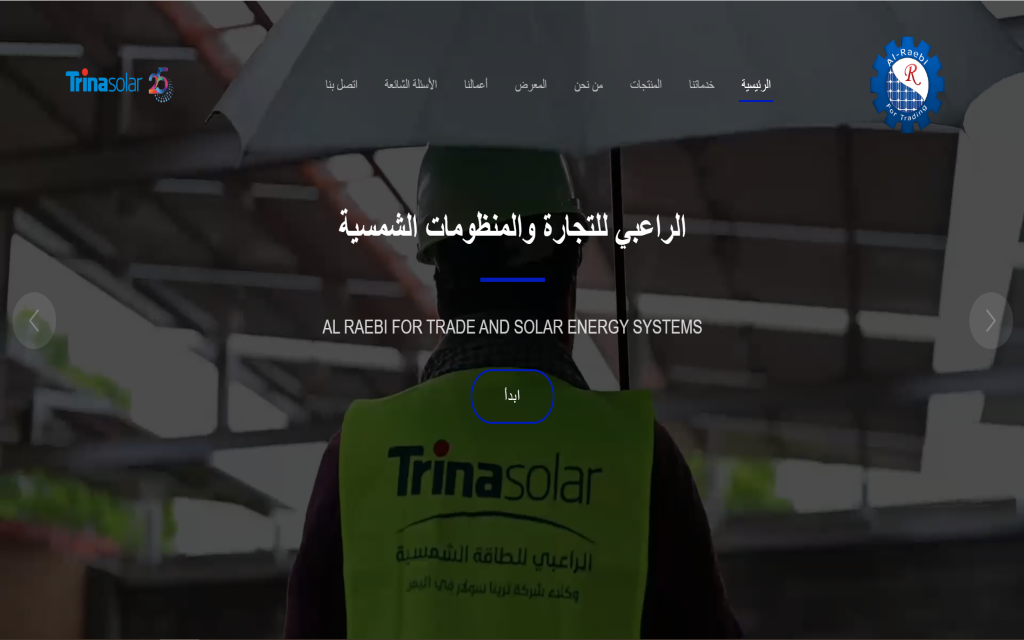 Al-Raebi
R
For Trading
الرئيسية
خدماتنا
المنتجات
من نحن
المعرض
أعمالنا
الأسئلة الشائعة
اتصل بنا
Trinasolar 25
الراعبي للتجارة والمنظومات الشمسية
AL RAEBI FOR TRADE AND SOLAR ENERGY SYSTEMS
ابدأ
Trinasolar
الراعبي للطاقة الشمسية
وكلاء شركة ترينا سولار في اليمن